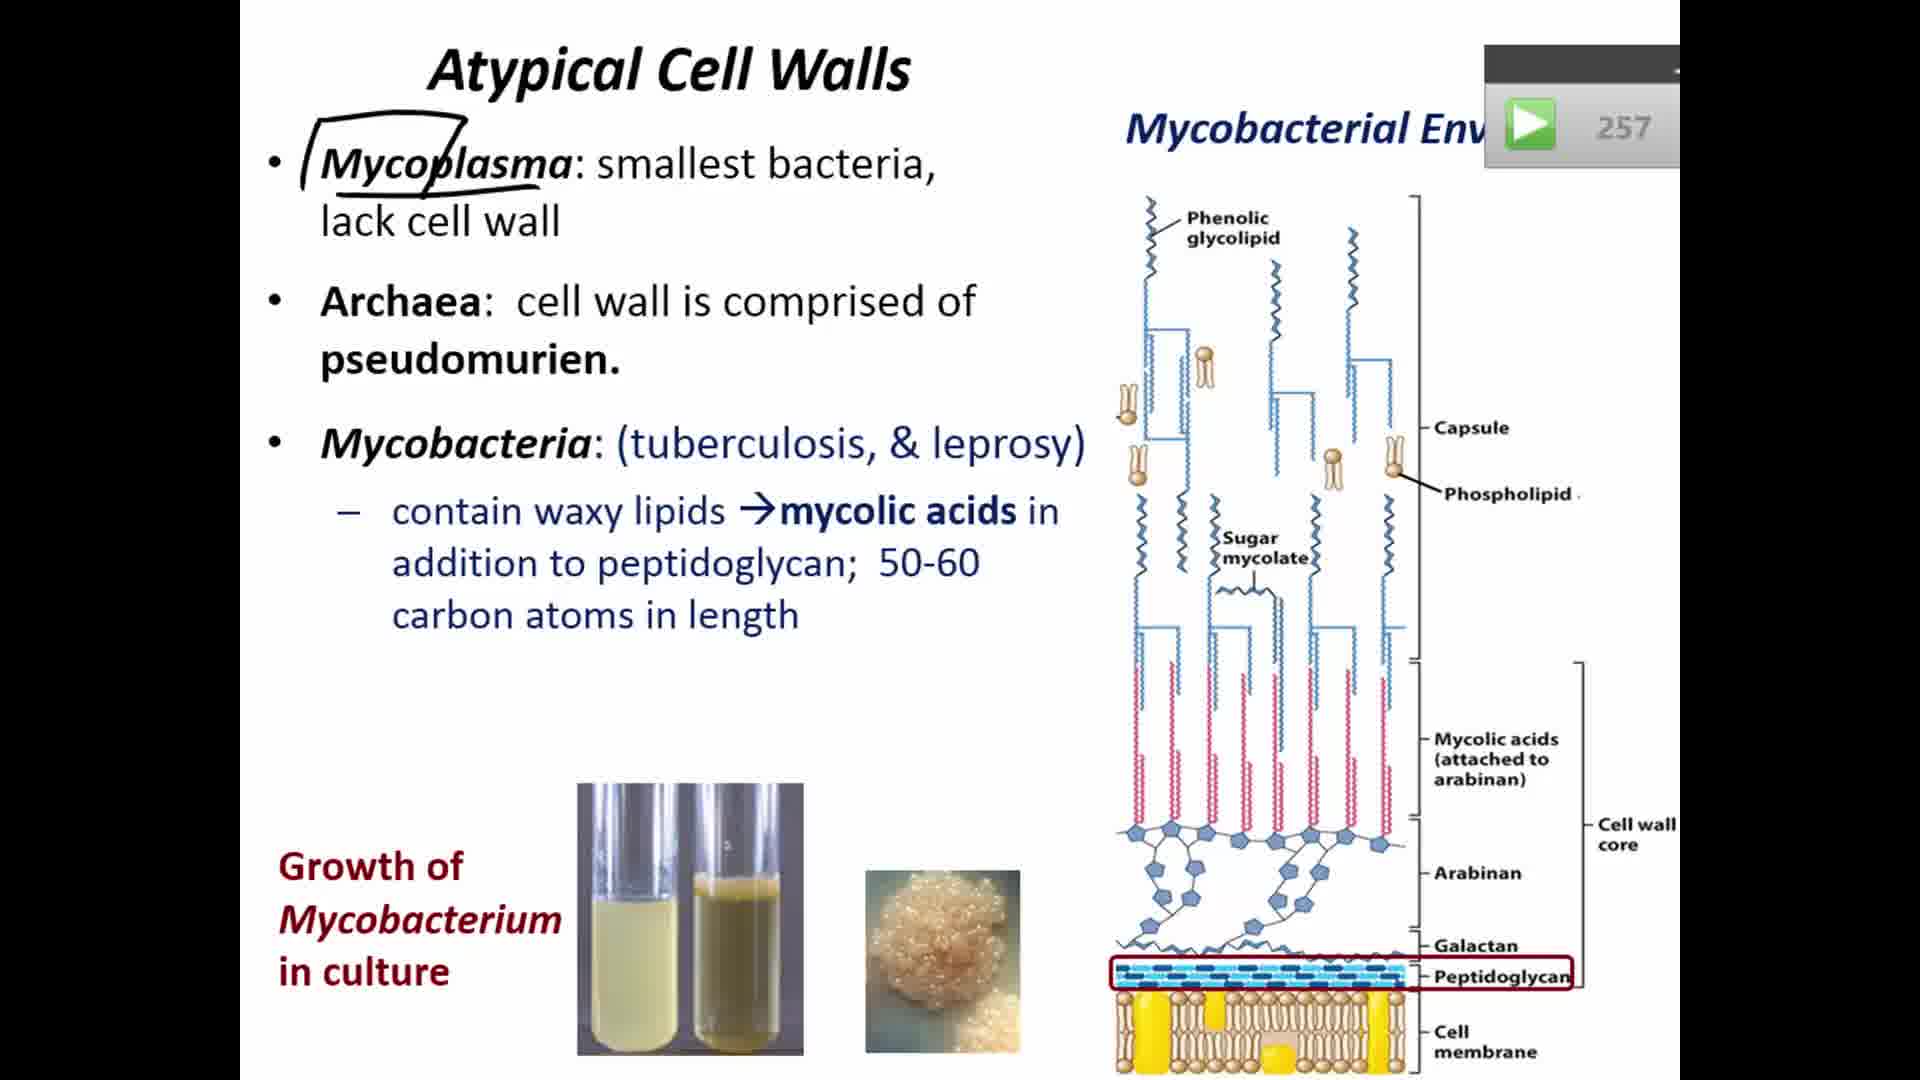 Atypical Cell Walls
• Mycoplasma: smallest bacteria,
lack cell wall
• Archaea: cell wall is comprised of
pseudomurien.
• Mycobacteria: (tuberculosis, & leprosy)
– contain waxy lipids →mycolic acids in
addition to peptidoglycan; 50-60
carbon atoms in length
Growth of
Mycobacterium
in culture
Mycobacterial Env
257
Phenolic
glycolipid
Capsule
Phospholipid
Sugar
mycolate
Mycolic acids
(attached to
arabinan)
Cell wall
core
Arabinan
Galactan
Peptidoglycan
Cell
membrane